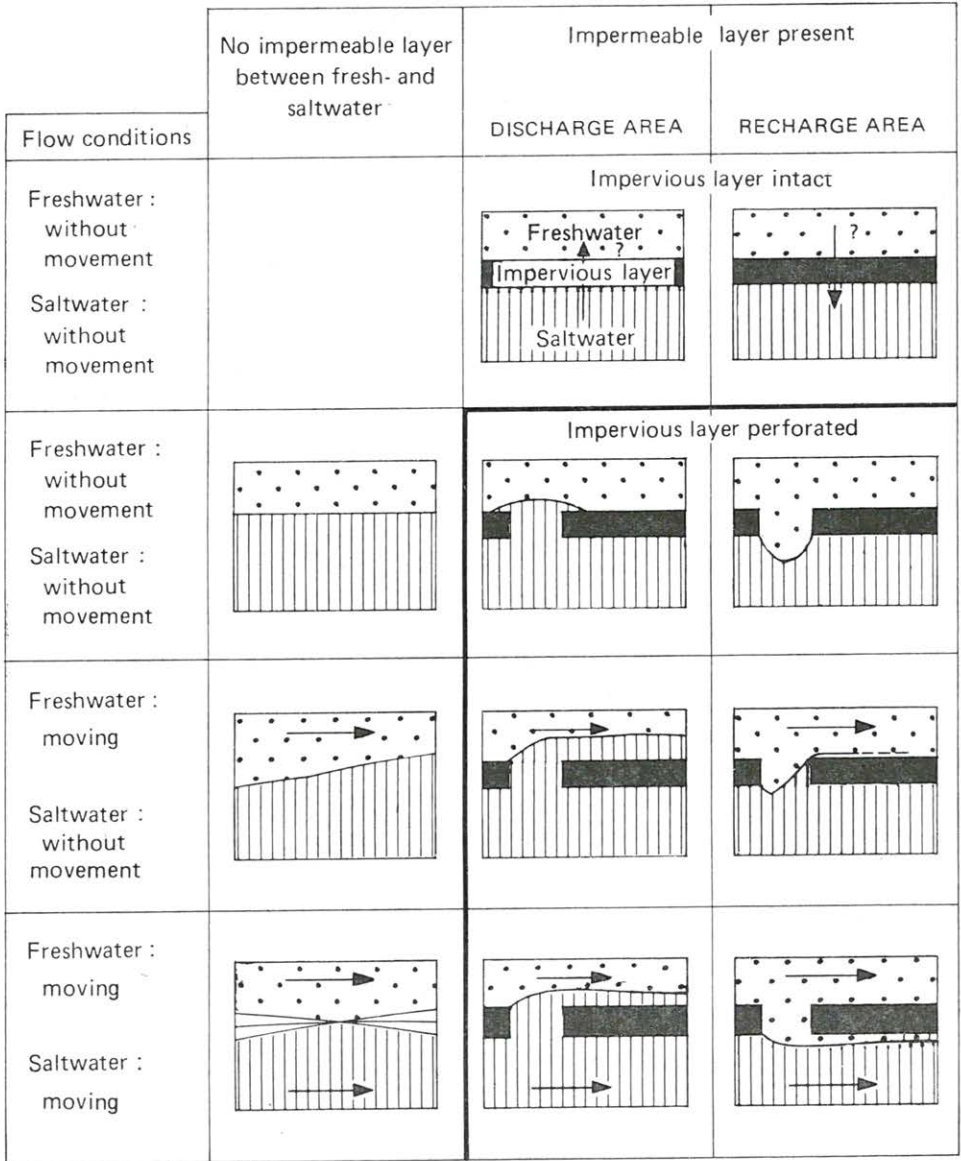 No impermeable layer
between fresh- and
saltwater
Impermeable layer present
Flow conditions
DISCHARGE AREA
RECHARGE AREA
Impervious layer intact
Freshwater :
without
movement
Saltwater :
without
movement
Freshwater
?
Impervious layer
Saltwater
?
Impervious layer perforated
Freshwater :
without
movement
Saltwater :
without
movement
Freshwater :
moving
Saltwater :
without
movement
Freshwater :
moving
Saltwater :
moving